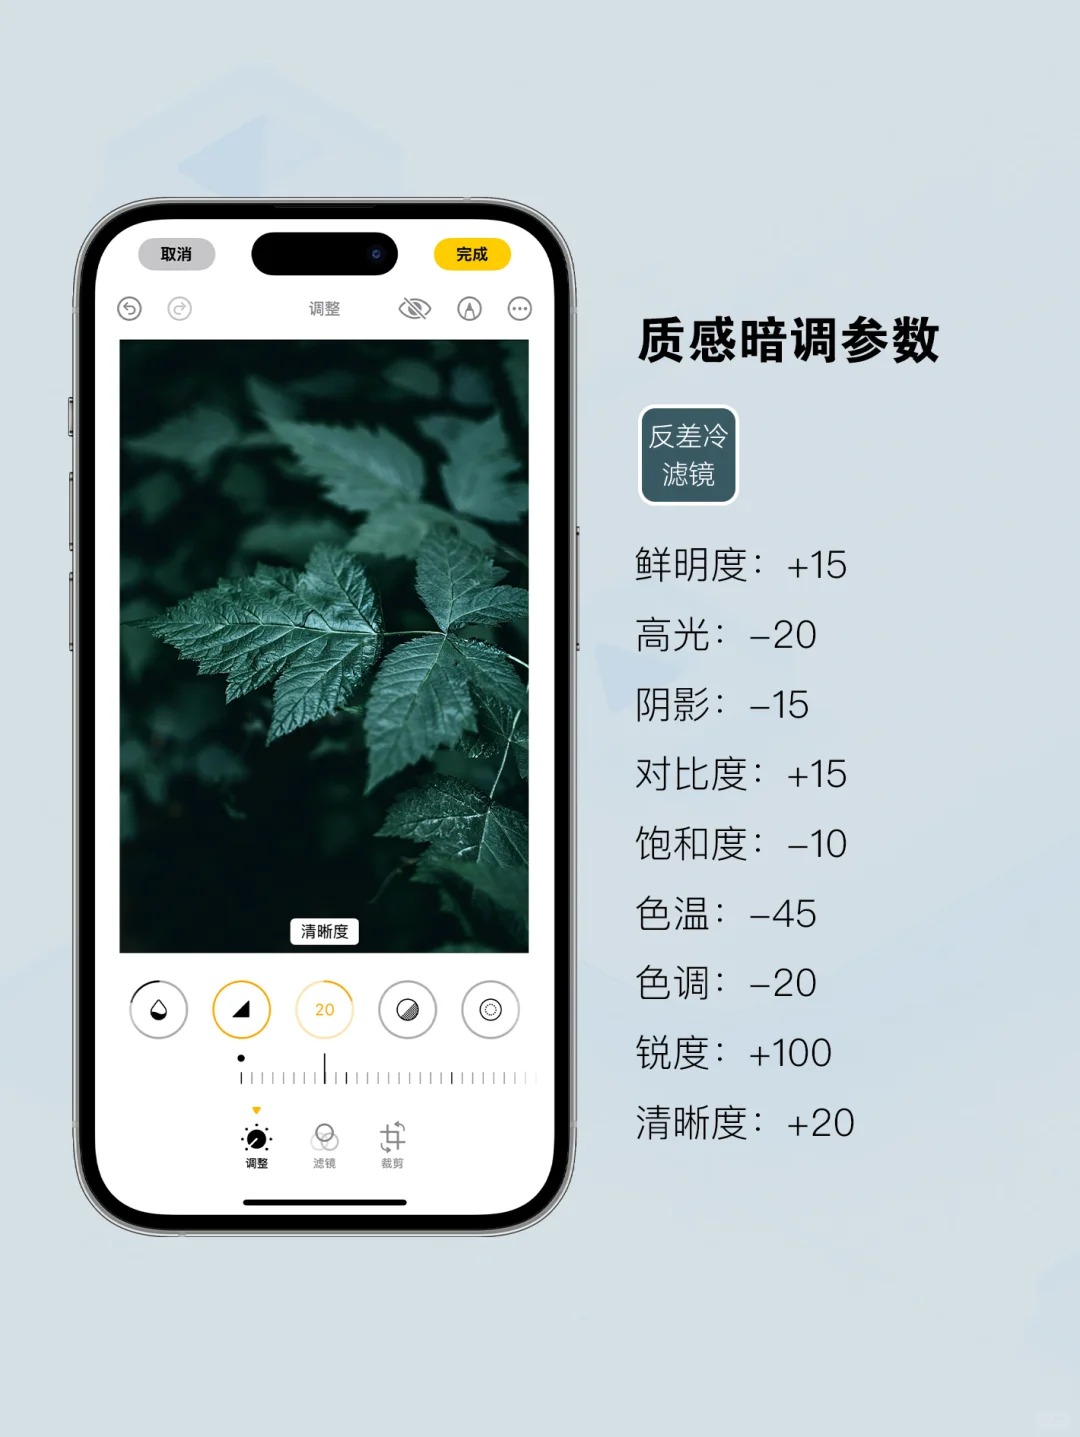 取消
完成
调整
清晰度
20
调整
滤镜
裁剪
质感暗调参数
反差冷
滤镜
鲜明度：+15
高光：-20
阴影：-15
对比度：+15
饱和度：-10
色温：-45
色调：-20
锐度：+100
清晰度：+20